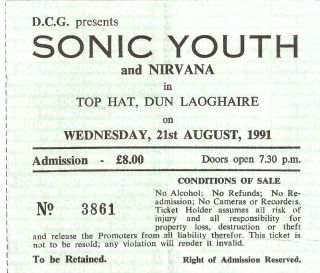 D.C.G. presents
SONIC YOUTH
and NIRVANA
in
TOP HAT, DUN LAOGHAIRE
on
WEDNESDAY, 21st AUGUST, 1991
Admission - £8.00 Doors open 7.30 p.m.
CONDITIONS OF SALE
No Alcohol; No Refunds; No Re-
admission; No Cameras or Recorders.
Ticket Holder assumes all risk of
injury and all responsibility for
property loss, destruction or theft
Nº 3861
and release the Promoters from all liability therefor. This ticket is
not to be resold; any violation will render it invalid.
To be Retained. Right of Admission Reserved.